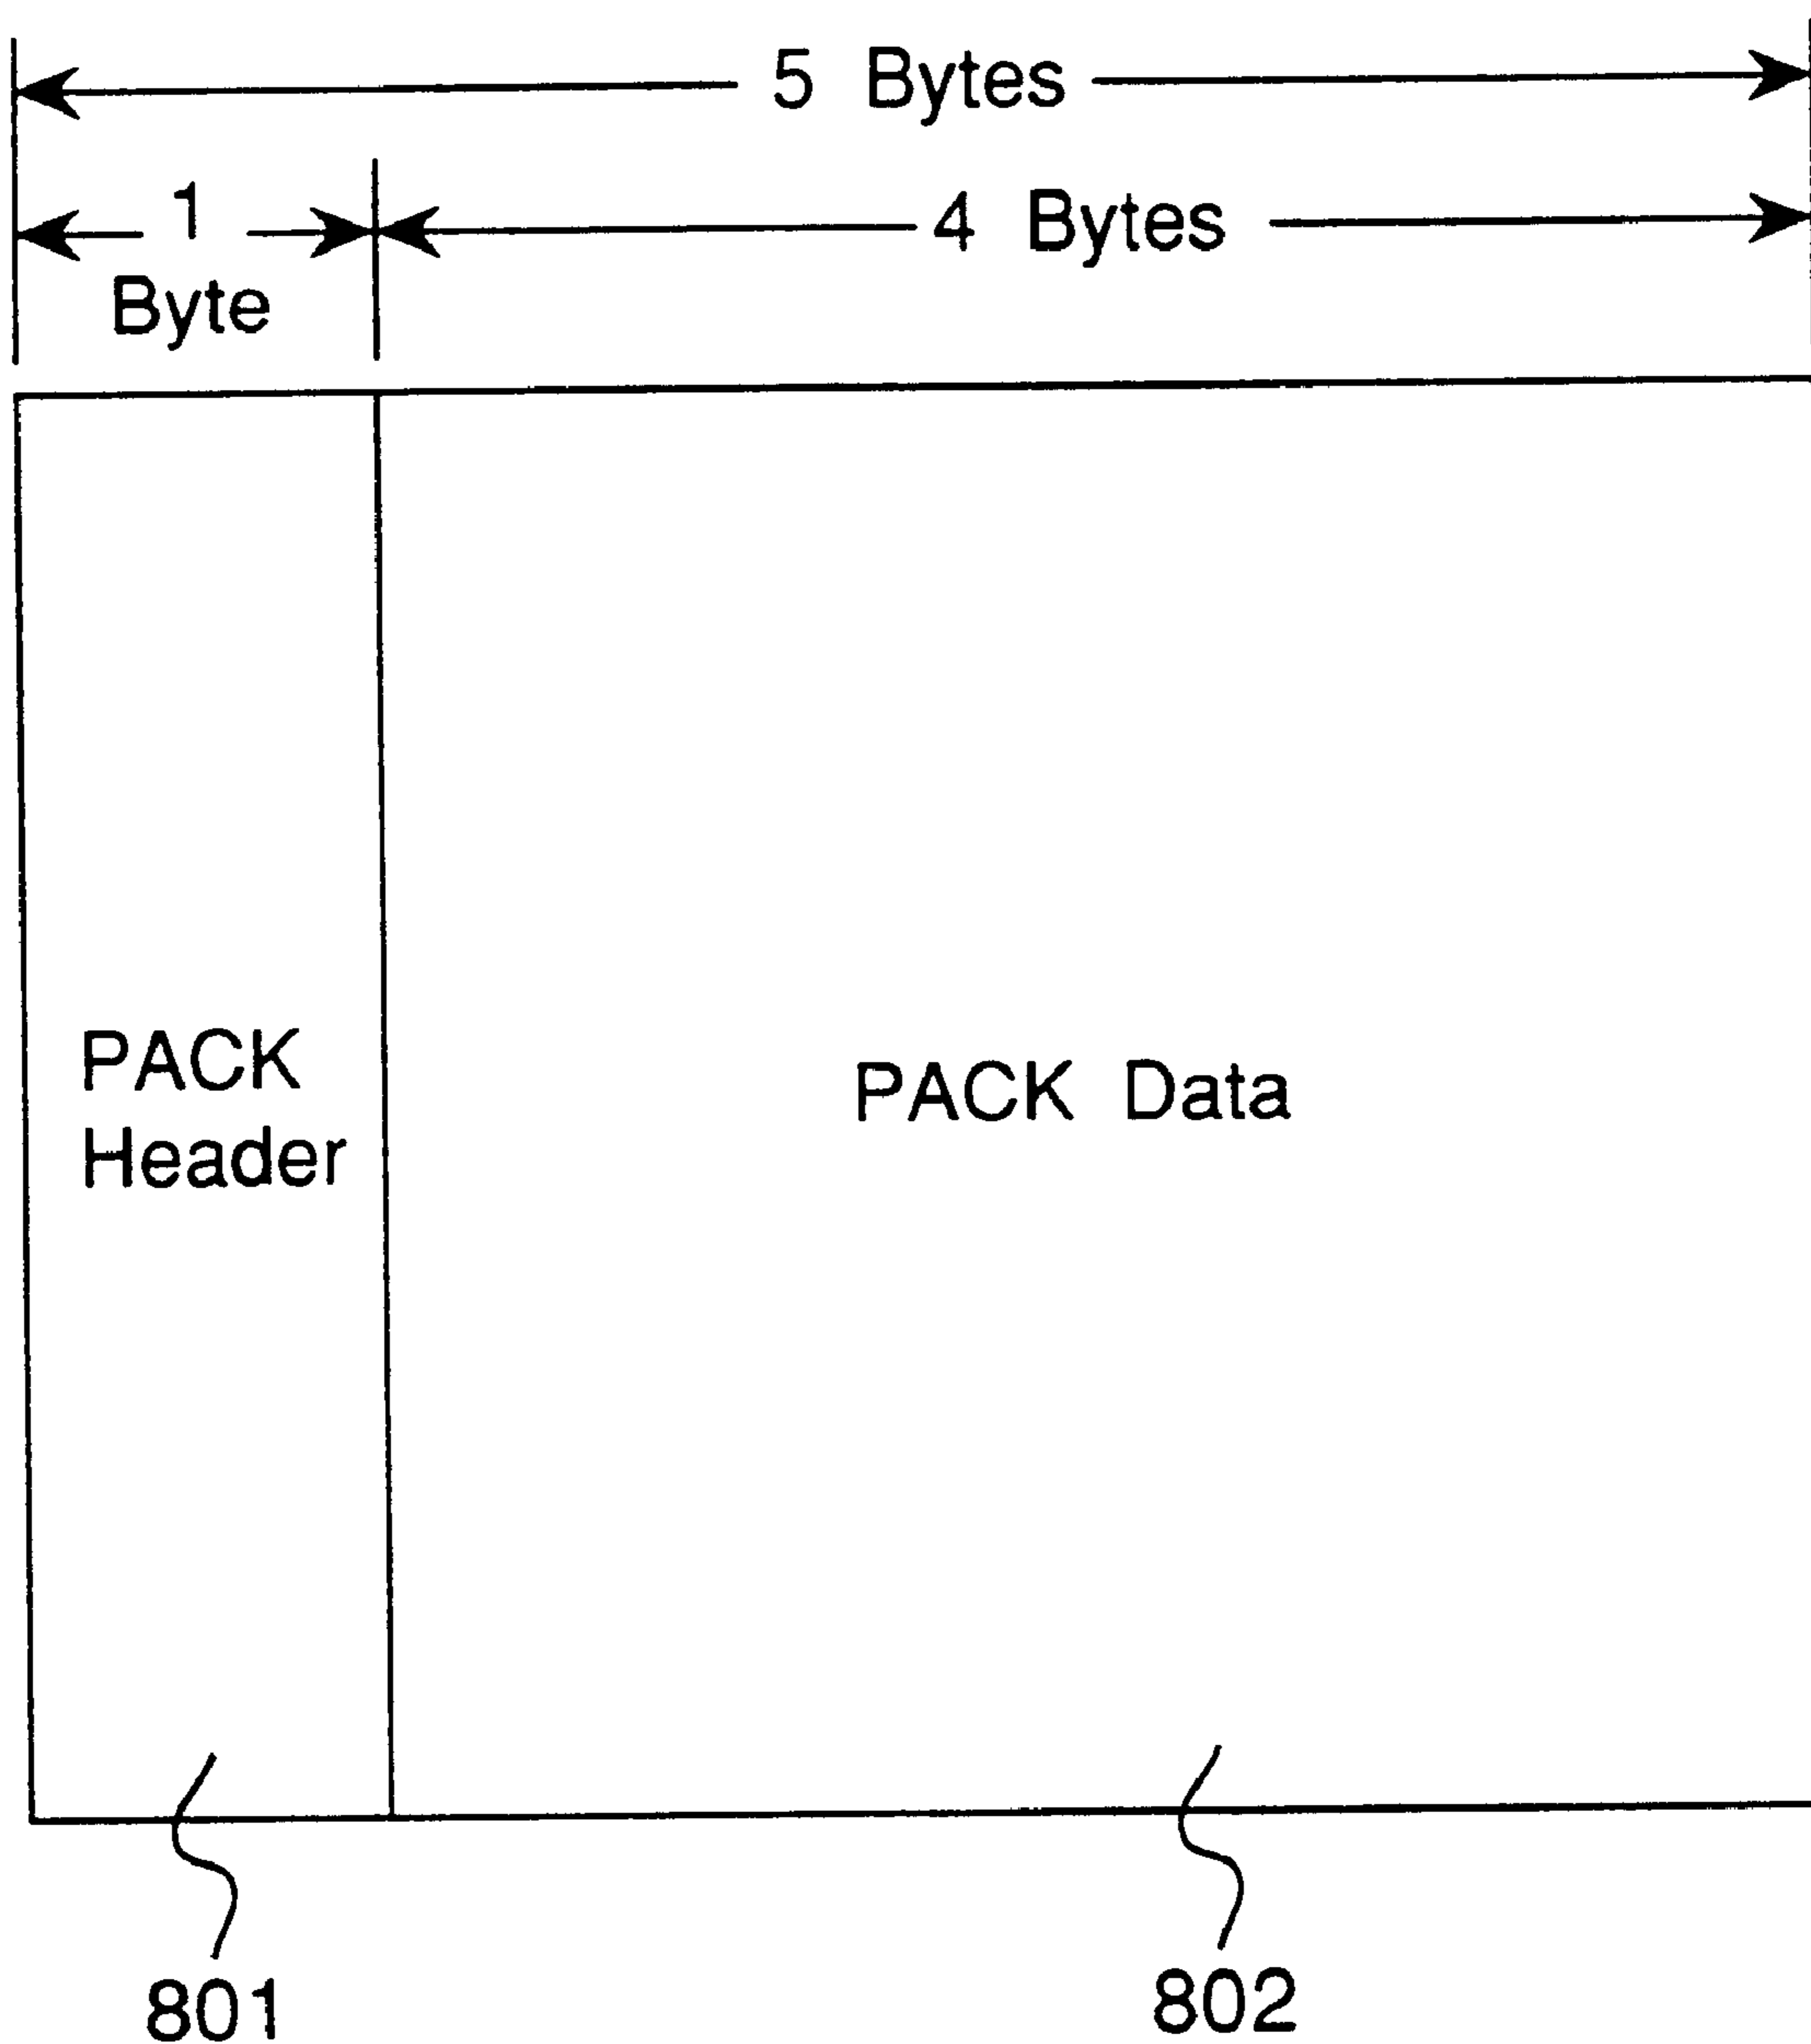 5 Bytes
1
Byte
4 Bytes
PACK
Header
PACK Data
801
802